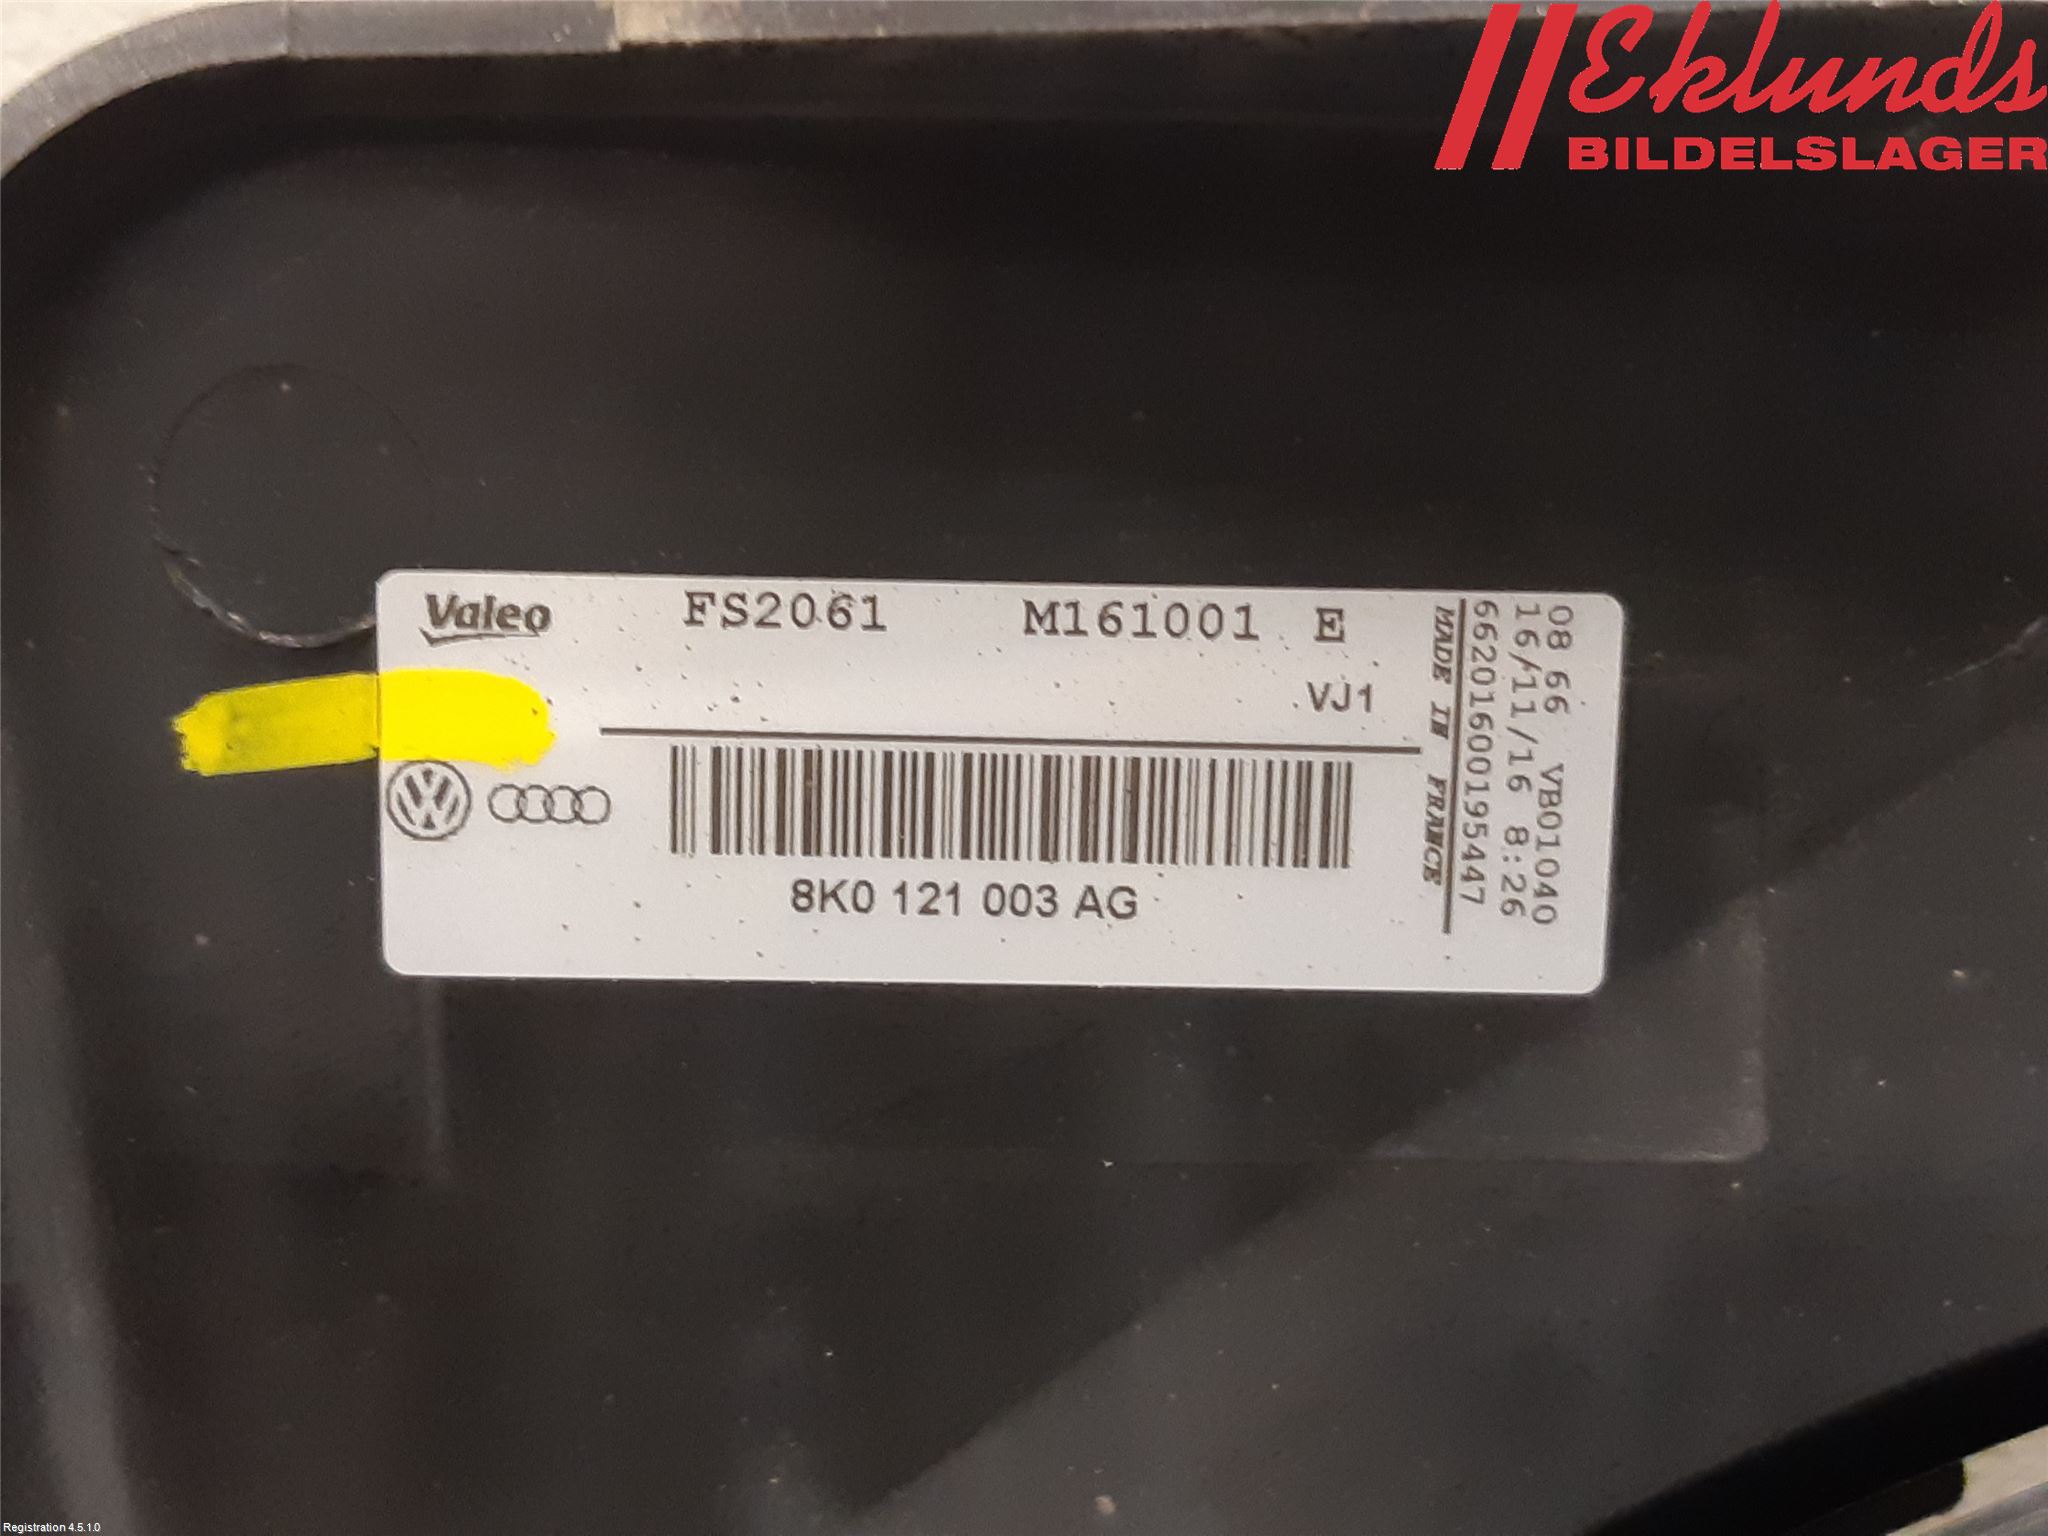 Eklunds
BILDELSLAGER
Valeo FS2061 M161001 E
VJ1
8K0 121 003 AG
08 66 VB01040
16/11/16 8:26
66201600195447
MADE IN FRANCE
Registration 4.5.1.0